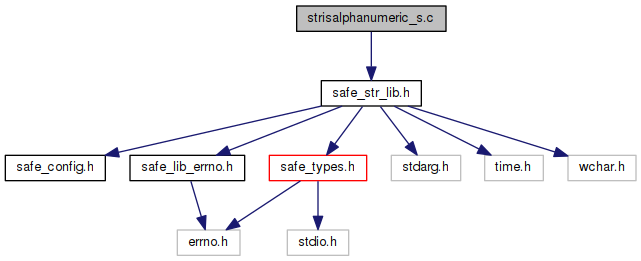 strisalphanumeric_s.c
safe_str_lib.h
safe_config.h
safe_lib_errno.h
safe_types.h
stdarg.h
time.h
wchar.h
errno.h
stdio.h